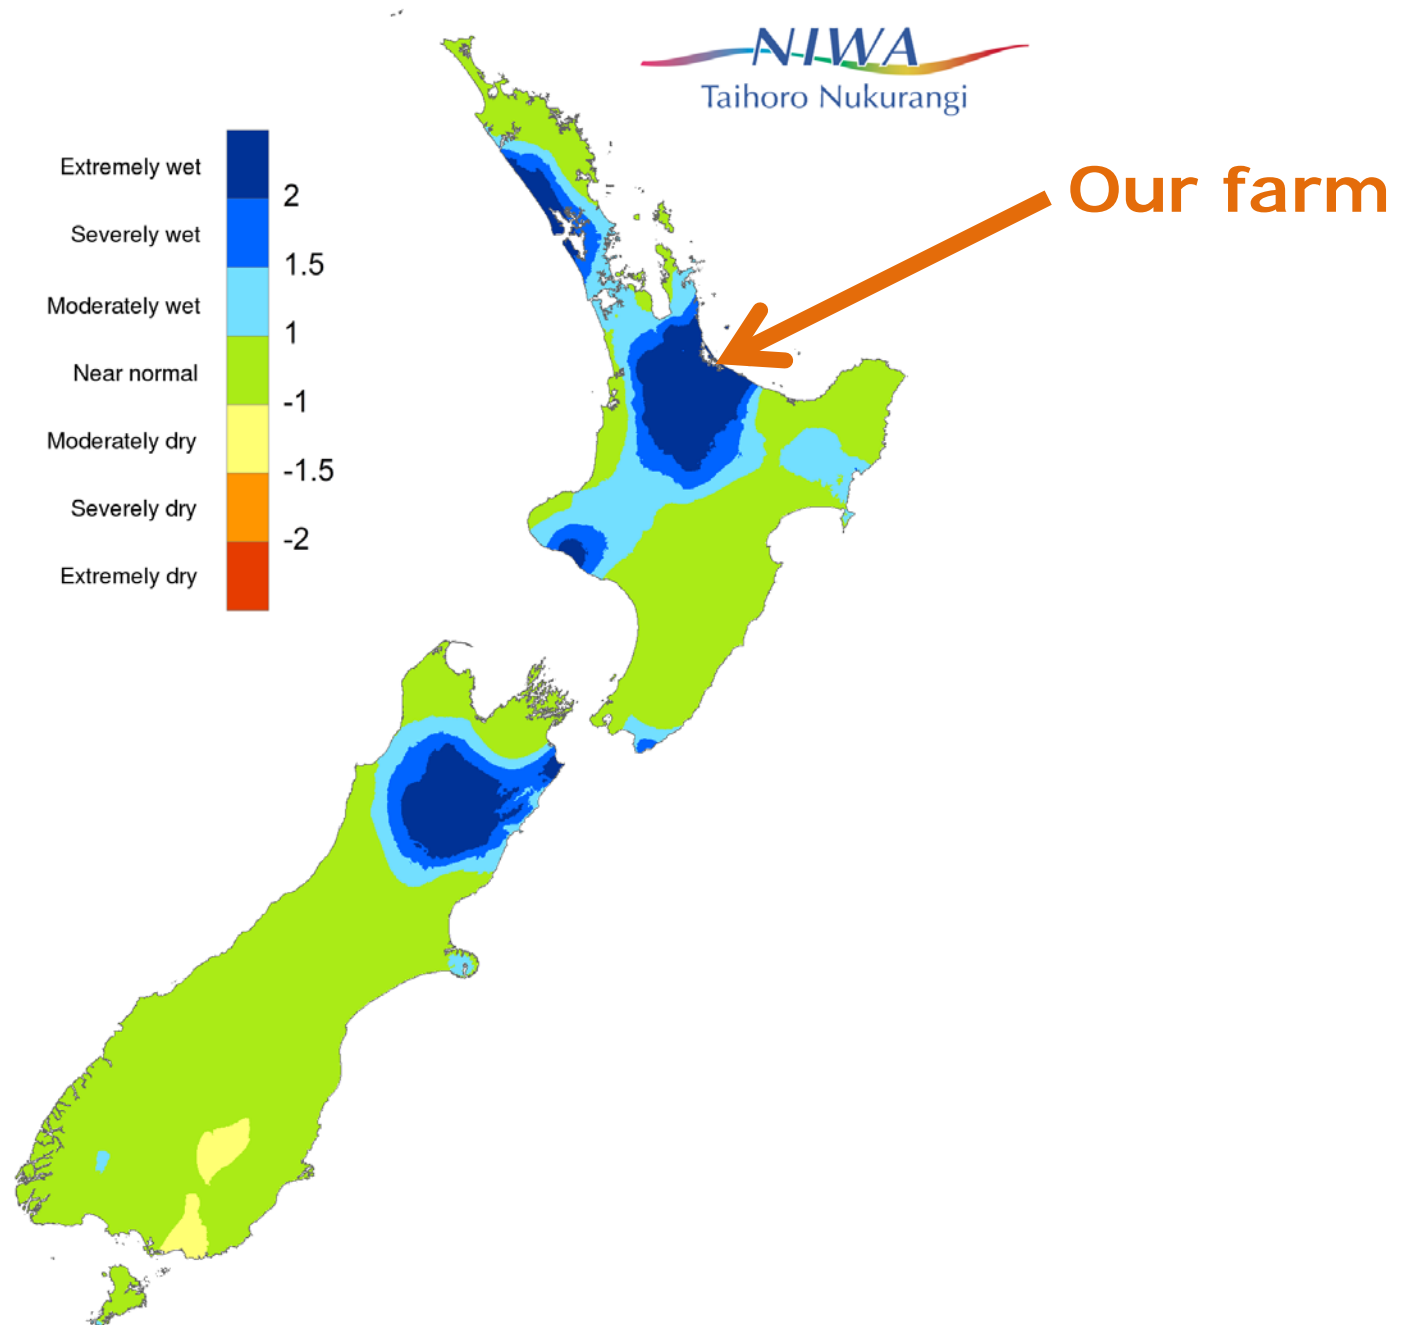 NIWA
Taihoro Nukurangi
Our farm
Extremely wet
2
Severely wet
1.5
Moderately wet
1
Near normal
-1
Moderately dry
-1.5
Severely dry
-2
Extremely dry